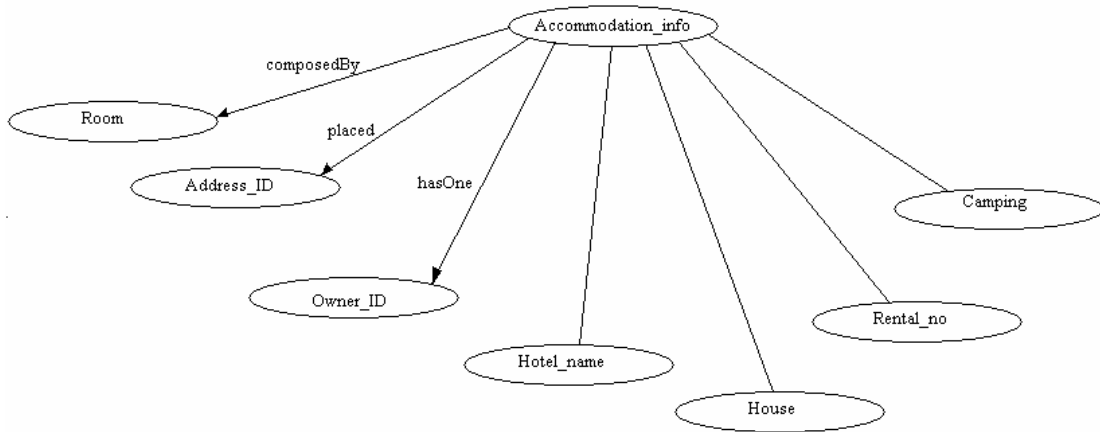 Accommodation_info
composedBy
Room
placed
Address_ID
hasOne
Camping
Owner_ID
Rental_no
Hotel_name
House